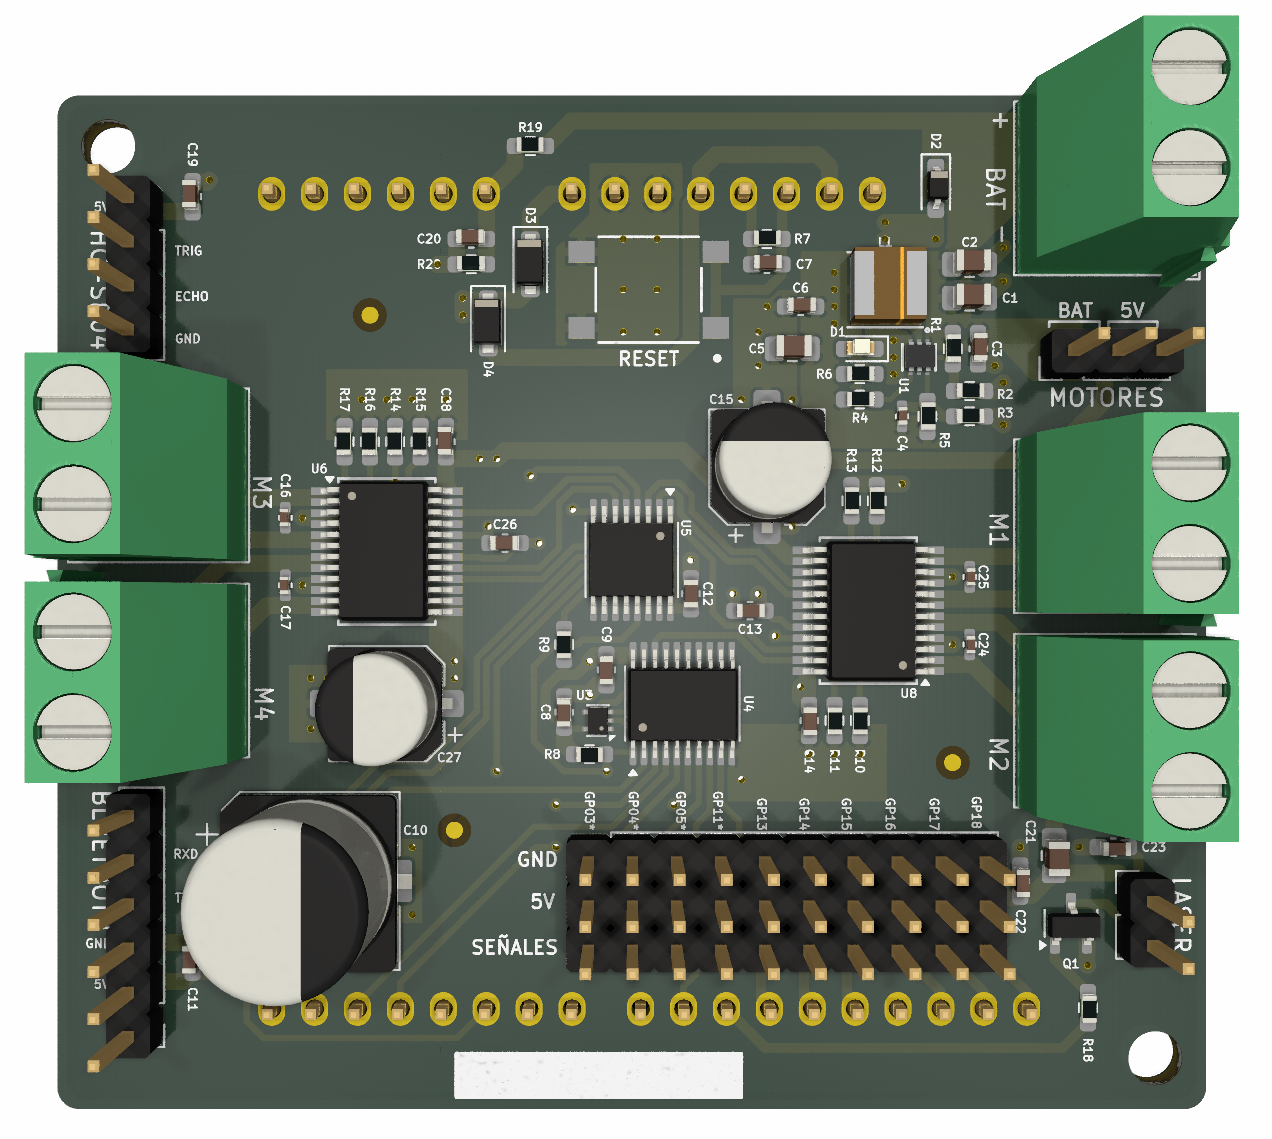 R19
C19
D2
+
BAT
-
5V
TRIG
ECHO
GND
D3
C20
R7
C7
C2
C1
C6
D1
R1
BAT
5V
MOTORES
C5
C3
R6
U1
R2
R3
R4
C4
R5
RESET
D4
R17
R16
R14
R15
C15
U6
M3
C16
C17
C26
U5
C12
C13
R13
R12
M1
C25
C24
M4
C27
+
+
R9
C9
C8
R8
U4
U8
R11
R10
M2
C10
+
RXD
GND
5V
C11
GP03*
GP04*
GP05*
GP11*
GP13
GP14
GP15
GP16
GP17
GP18
GND
5V
SEÑALES
C21
C23
C22
Q1
R18